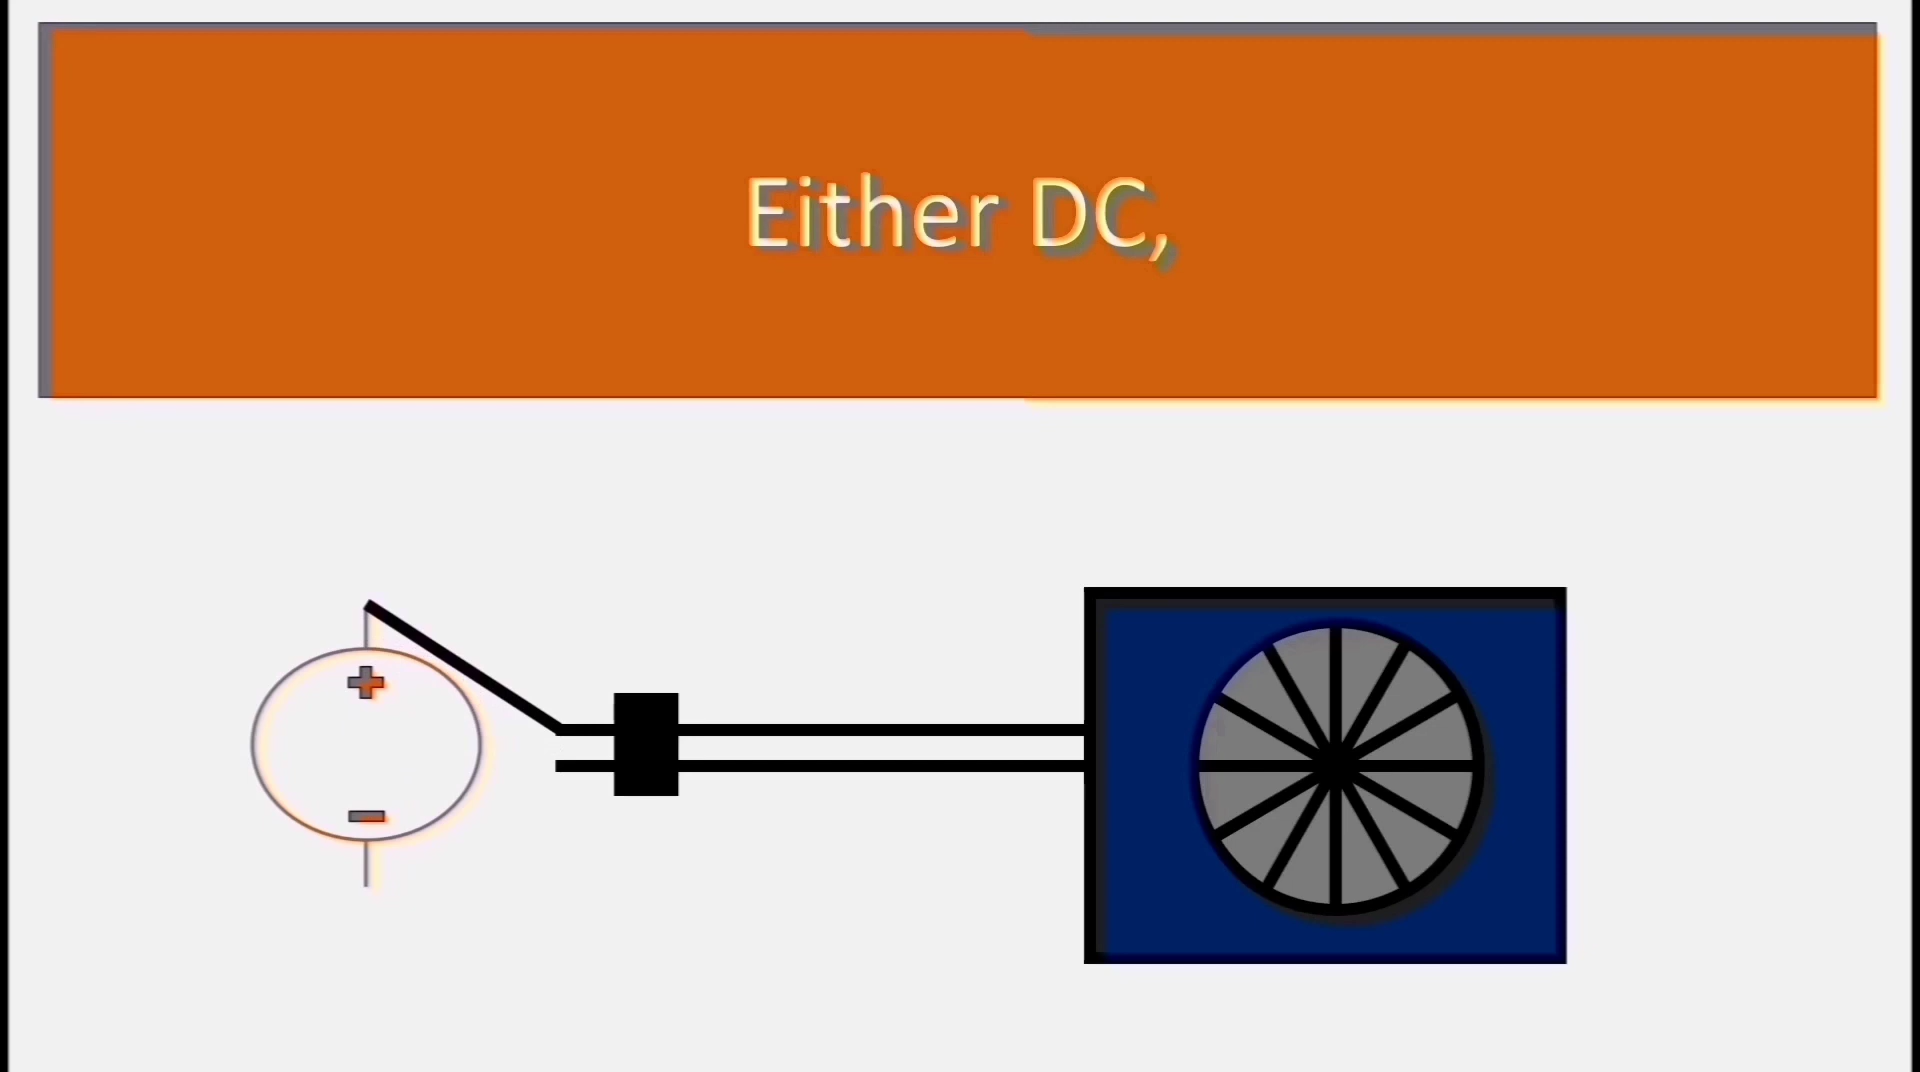 Either DC,
+
-